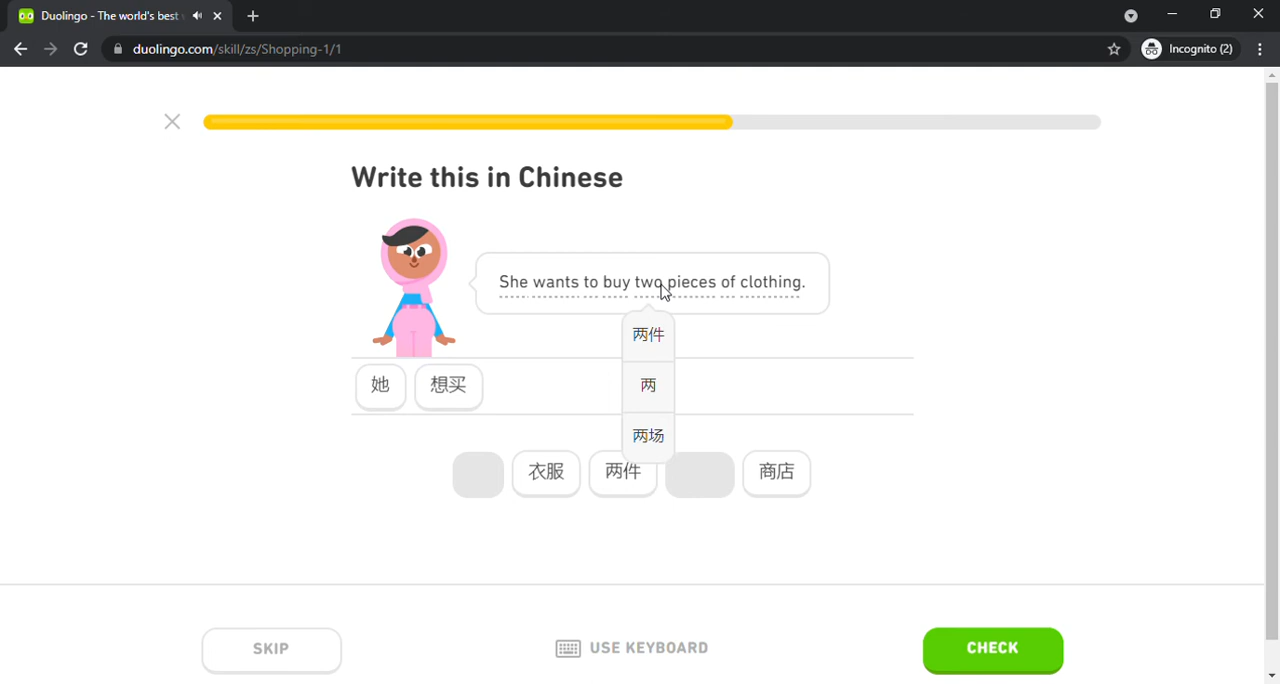 Duolingo - The world's best
duolingo.com/skill/zs/Shopping-1/1
Incognito (2)
Write this in Chinese
She wants to buy two pieces of clothing.
两件
她 想买
两
两场
衣服 两件 商店
SKIP
USE KEYBOARD
CHECK